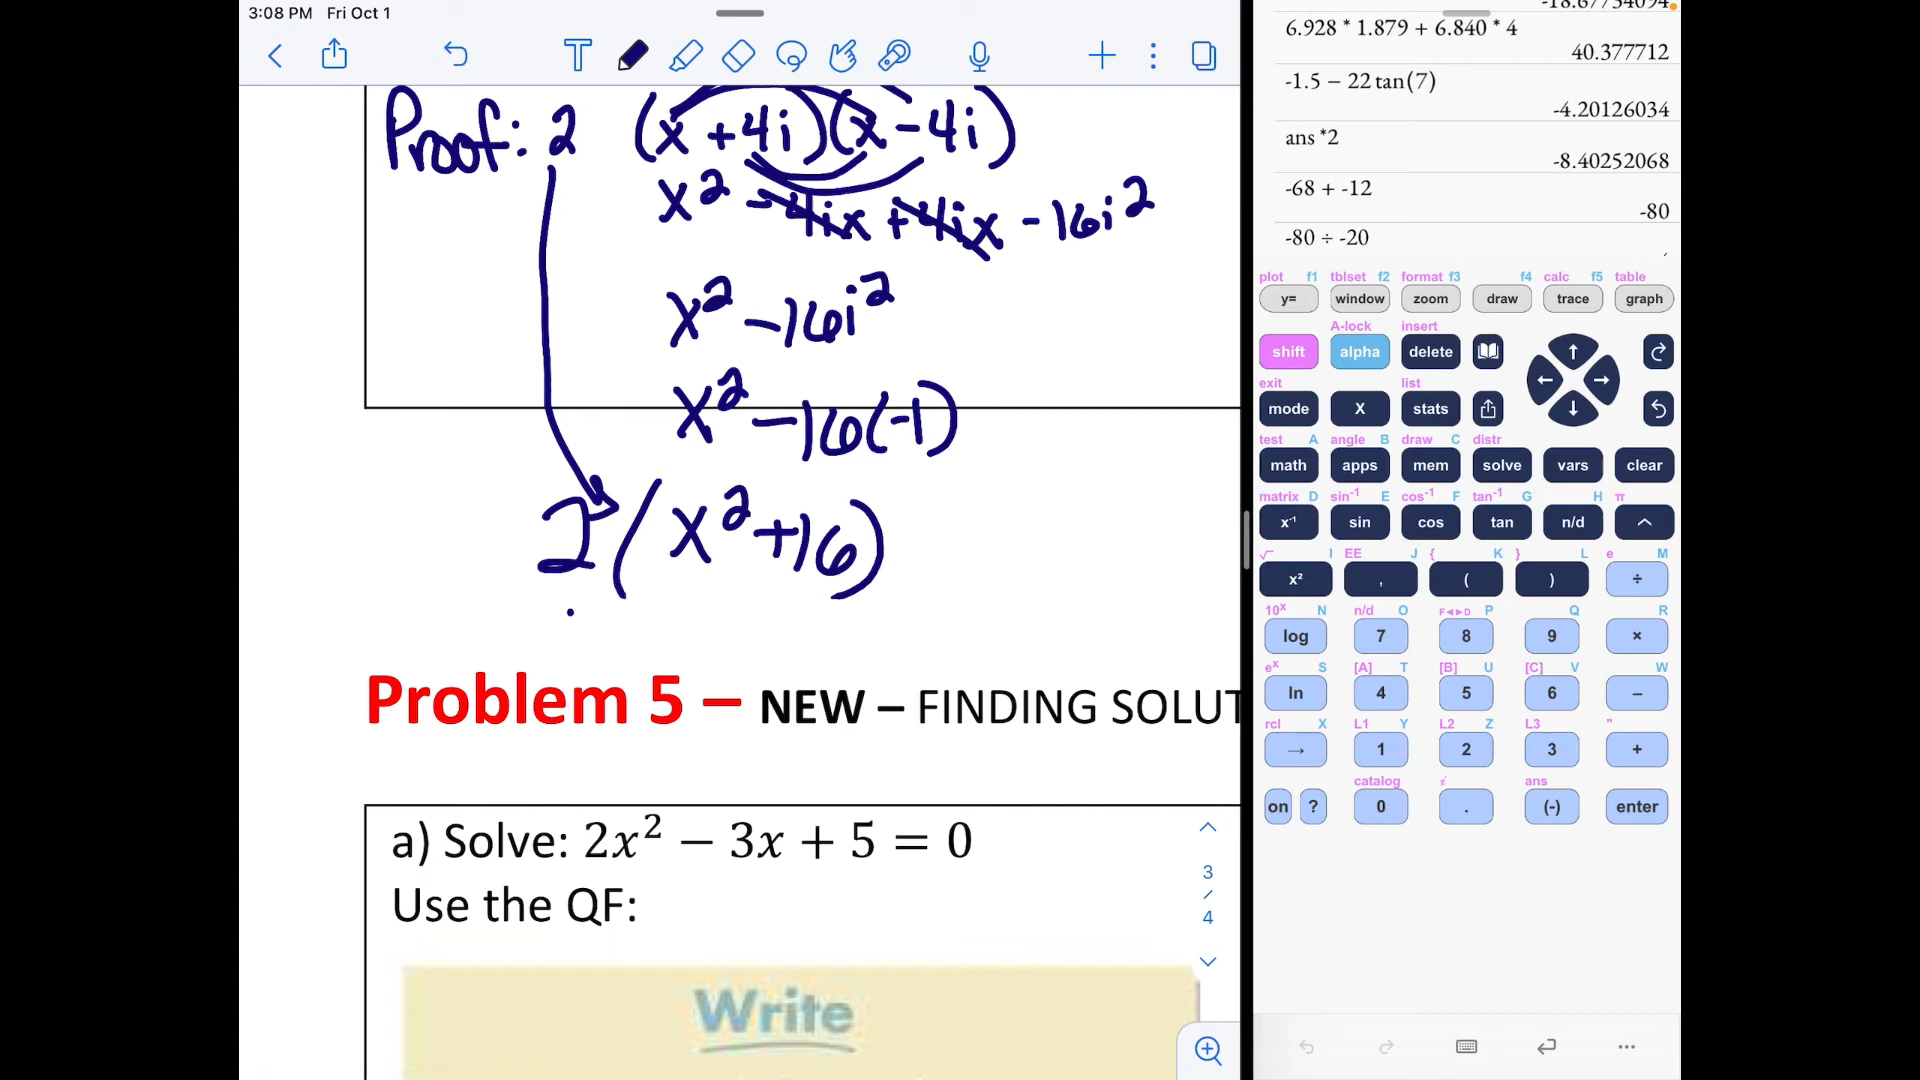 3:08 PM Fri Oct 1
T
Proof: 2 (x + 4i)(x - 4i)
x² - 4ix + 4ix - 16i²
x² - 16i²
x² - 16(-1)
2 (x² + 16)
Problem 5 – NEW – FINDING SOLUT
a) Solve: 2x² − 3x + 5 = 0
Use the QF:
Write
3
/
4
-18.67734094
6.928 * 1.879 + 6.840 * 4
40.377712
-1.5 − 22 tan(7)
-4.20126034
ans *2
-8.40252068
-68 + -12
-80
-80 ÷ -20
plot f1 tblset f2 format f3 f4 calc f5 table
y= window zoom draw trace graph
A-lock insert
shift alpha delete
exit list
mode X stats
test A angle B draw C distr
math apps mem solve vars clear
matrix D sin⁻¹ E cos⁻¹ F tan⁻¹ G H π
x⁻¹ sin cos tan n/d ^
√‾ I EE J { K } L e M
x² , ( ) ÷
10ˣ N n/d O F◄►D P Q R
log 7 8 9 ×
eˣ S [A] T [B] U [C] V W
ln 4 5 6 −
rcl X L1 Y L2 Z L3 "
→ 1 2 3 +
catalog i ans
on ? 0 . (-) enter